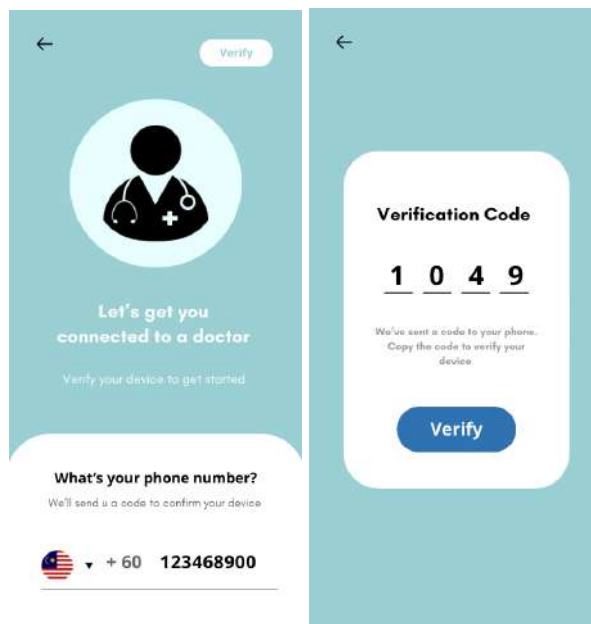 Verify
Let's get you
connected to a doctor
Verify your device to get started
What's your phone number?
We'll send u a code to confirm your device
+ 60 123468900
Verification Code
1 0 4 9
We've sent a code to your phone.
Copy the code to verify your
device.
Verify